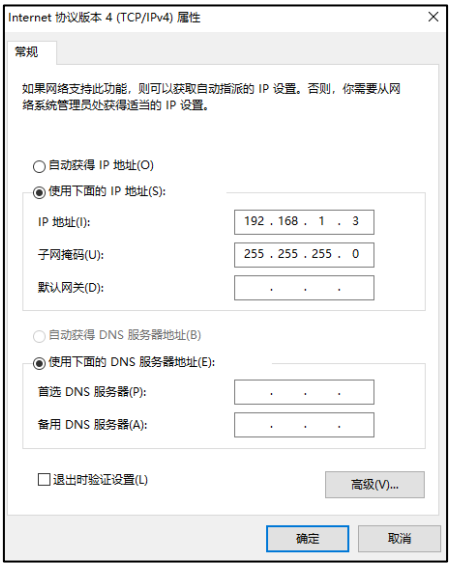 Internet 协议版本 4 (TCP/IPv4) 属性
常规
如果网络支持此功能，则可以获取自动指派的 IP 设置。否则，你需要从网
络系统管理员处获得适当的 IP 设置。
自动获得 IP 地址(O)
使用下面的 IP 地址(S):
IP 地址(I): 192 . 168 . 1 . 3
子网掩码(U): 255 . 255 . 255 . 0
默认网关(D): . . .
自动获得 DNS 服务器地址(B)
使用下面的 DNS 服务器地址(E):
首选 DNS 服务器(P): . . .
备用 DNS 服务器(A): . . .
退出时验证设置(L)
高级(V)...
确定 取消